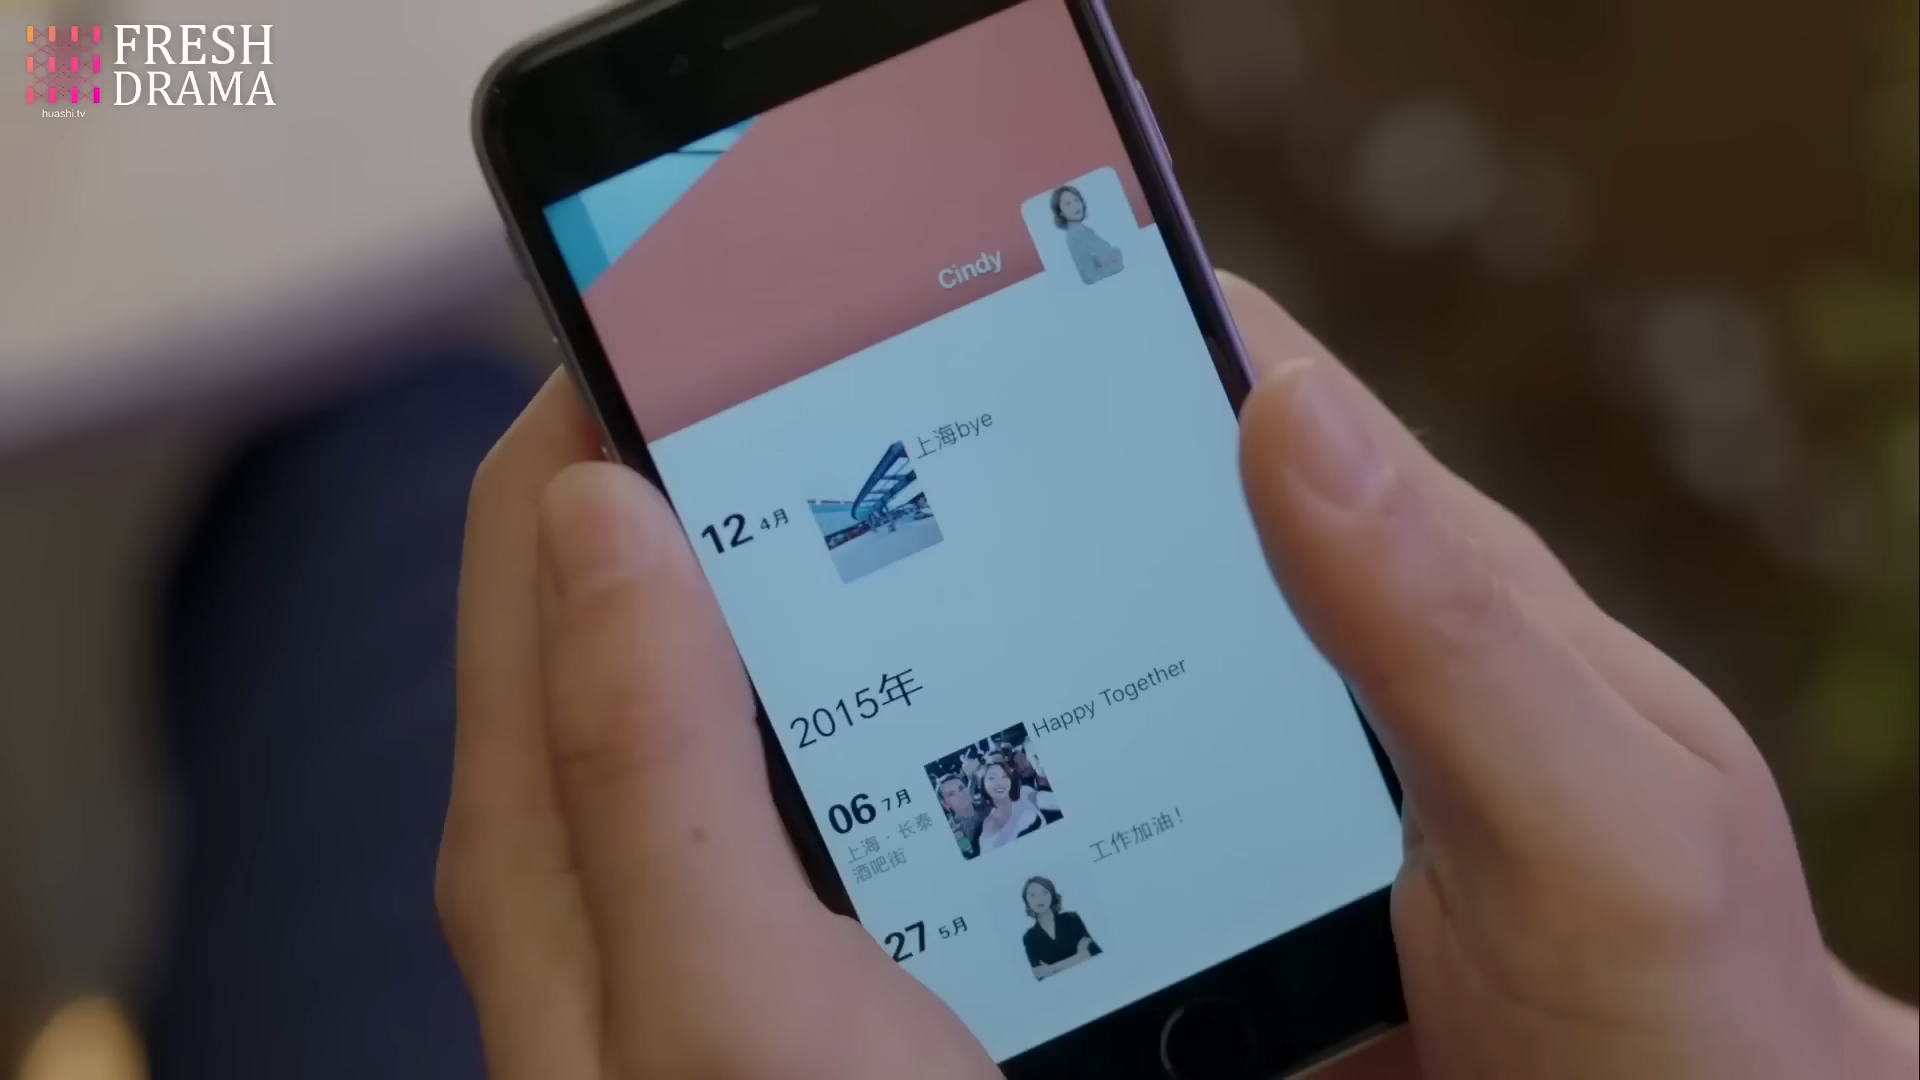 FRESH
DRAMA
huashi.tv
Cindy
上海bye
12 4月
2015年
Happy Together
06 7月
上海·长泰
酒吧街
工作加油！
27 5月